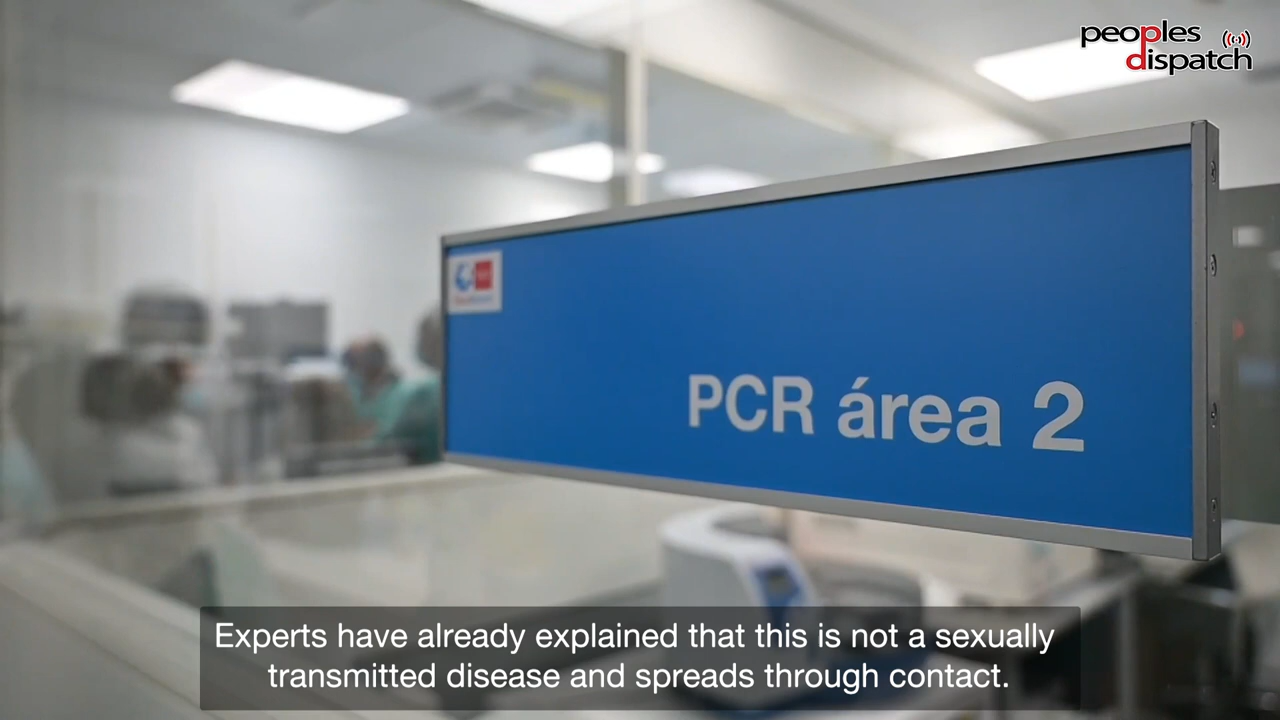 peoples
dispatch
PCR área 2
Experts have already explained that this is not a sexually
transmitted disease and spreads through contact.